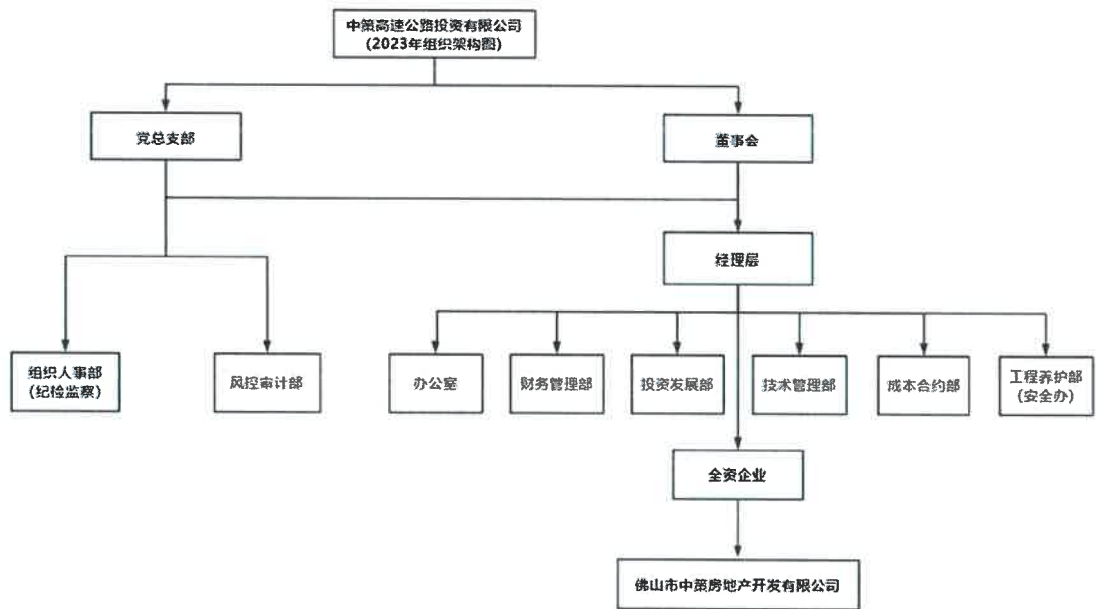 中策高速公路投资有限公司
(2023年组织架构图)
党总支部
董事会
经理层
组织人事部
(纪检监察)
风控审计部
办公室
财务管理部
投资发展部
技术管理部
成本合约部
工程养护部
(安全办)
全资企业
佛山市中策房地产开发有限公司